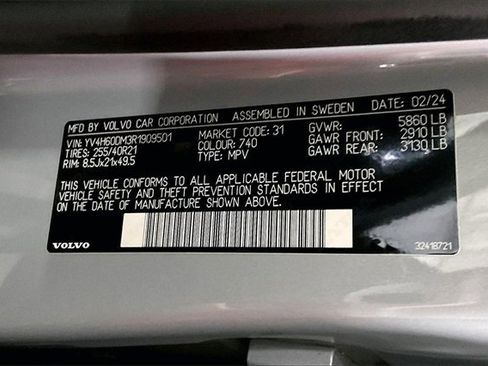 MFD BY VOLVO CAR CORPORATION ASSEMBLED IN SWEDEN DATE: 02/24
VIN: YV4H60DM3R1909501 MARKET CODE: 31 GVWR: 5860 LB
TIRES: 255/40R21 COLOUR: 740 GAWR FRONT: 2910 LB
RIM: 8.5Jx21x49.5 TYPE: MPV GAWR REAR: 3130 LB
THIS VEHICLE CONFORMS TO ALL APPLICABLE FEDERAL MOTOR
VEHICLE SAFETY AND THEFT PREVENTION STANDARDS IN EFFECT
ON THE DATE OF MANUFACTURE SHOWN ABOVE.
VOLVO 32418721